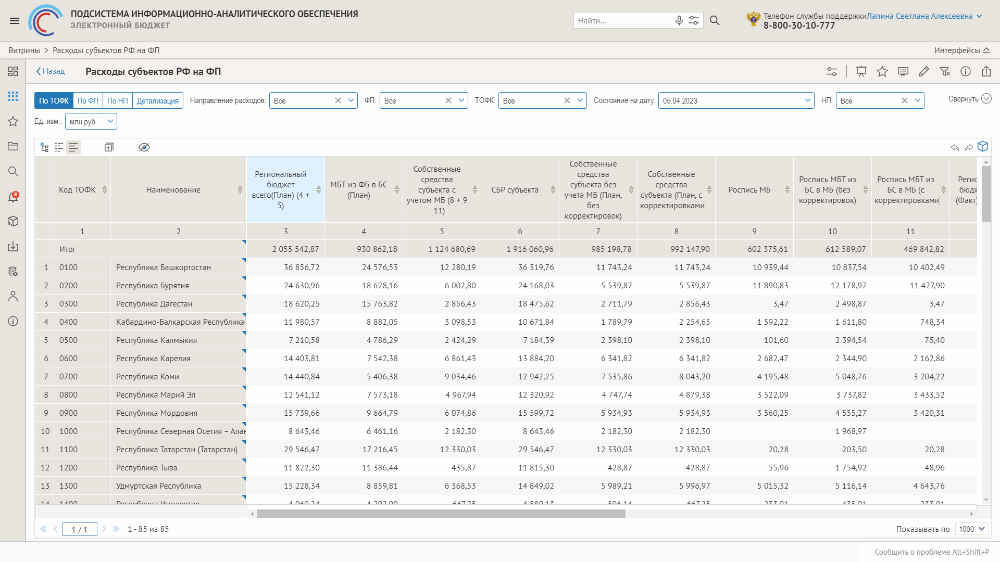 ПОДСИСТЕМА ИНФОРМАЦИОННО-АНАЛИТИЧЕСКОГО ОБЕСПЕЧЕНИЯ
ЭЛЕКТРОННЫЙ БЮДЖЕТ
Найти...
Телефон службы поддержки
8-800-30-10-777
Лапина Светлана Алексеевна
Витрины > Расходы субъектов РФ на ФП
Интерфейсы
Назад
Расходы субъектов РФ на ФП
8
По ТОФК По ФП По НП Детализация Направление расходов: Все ФП: Все ТОФК: Все Состояние на дату: 05.04.2023 НП: Все Свернуть
Ед. изм.: млн руб
Код ТОФК
Наименование
Региональный
бюджет
всего(План) (4 +
5)
МБТ из ФБ в БС
(План)
Собственные
средства
субъекта с
учетом МБ (8 + 9
- 11)
СБР субъекта
Собственные
средства
субъекта без
учета МБ (План,
без
корректировок)
Собственные
средства
субъекта (План, с
корректировками)
Роспись МБ
Роспись МБТ из
БС в МБ (без
корректировок)
Роспись МБТ из
БС в МБ (с
корректировками)
Регис
бюдж
(Факт)
1 2 3 4 5 6 7 8 9 10 11
Итог 2 055 542,87 930 862,18 1 124 680,69 1 916 060,96 985 198,78 992 147,90 602 375,61 612 589,07 469 842,82
1 0100 Республика Башкортостан 36 856,72 24 576,53 12 280,19 36 319,76 11 743,24 11 743,24 10 939,44 10 837,54 10 402,49
2 0200 Республика Бурятия 24 630,96 18 628,16 6 002,80 24 168,03 5 539,87 5 539,87 11 890,83 12 178,97 11 427,90
3 0300 Республика Дагестан 18 620,25 15 763,82 2 856,43 18 475,62 2 711,79 2 856,43 3,47 2 498,87 3,47
4 0400 Кабардино-Балкарская Республика 11 980,57 8 882,05 3 098,53 10 671,84 1 789,79 2 254,65 1 592,22 1 611,80 748,34
5 0500 Республика Калмыкия 7 210,58 4 786,29 2 424,29 7 184,39 2 398,10 2 398,10 101,60 2 394,54 75,40
6 0600 Республика Карелия 14 403,81 7 542,38 6 861,43 13 884,20 6 341,82 6 341,82 2 682,47 2 344,90 2 162,86
7 0700 Республика Коми 14 440,84 5 406,38 9 034,46 12 942,25 7 535,86 8 043,20 4 195,48 5 048,76 3 204,22
8 0800 Республика Марий Эл 12 541,12 7 573,18 4 967,94 12 320,92 4 747,74 4 879,38 3 522,09 3 737,82 3 433,52
9 0900 Республика Мордовия 15 739,66 9 664,79 6 074,86 15 599,72 5 934,93 5 934,93 3 560,25 4 555,27 3 420,31
10 1000 Республика Северная Осетия – Алан 8 643,46 6 461,16 2 182,30 8 643,46 2 182,30 2 182,30 1 968,97
11 1100 Республика Татарстан (Татарстан) 29 546,47 17 216,45 12 330,03 29 546,47 12 330,03 12 330,03 20,28 203,50 20,28
12 1200 Республика Тыва 11 822,30 11 386,44 435,87 11 815,30 428,87 428,87 55,96 1 754,92 48,96
13 1300 Удмуртская Республика 15 228,34 8 859,81 6 368,53 14 849,02 5 989,21 5 996,97 5 015,32 5 116,14 4 643,76
14 1400 Республика Ингушетия 4 960,24 4 292,99 667,25 4 889,13 596,14 667,25 233,01 435,01 233,01
1 / 1
1 - 85 из 85
Показывать по 1000
Сообщить о проблеме Alt+Shift+P